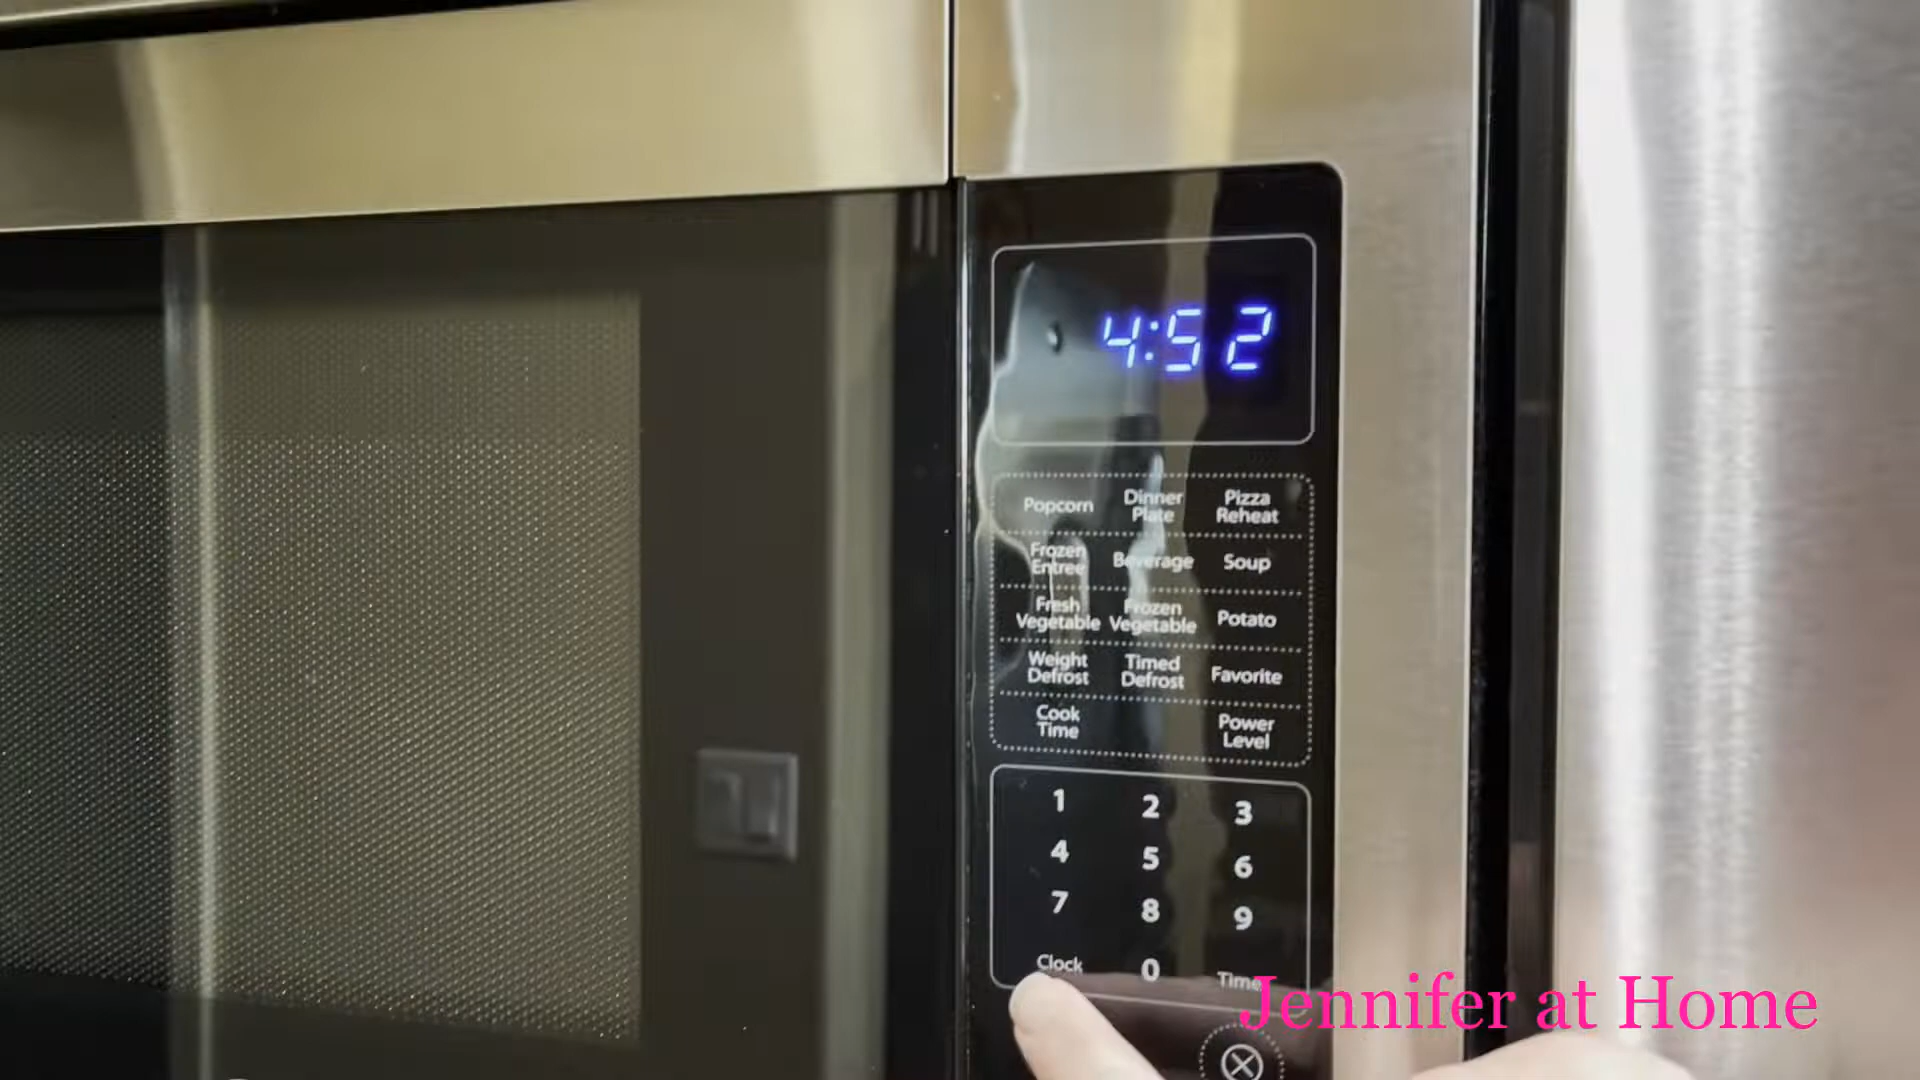 4:52
Popcorn
Dinner
Plate
Pizza
Reheat
Frozen
Entree
Beverage
Soup
Fresh
Vegetable
Frozen
Vegetable
Potato
Weight
Defrost
Timed
Defrost
Favorite
Cook
Time
Power
Level
1 2 3
4 5 6
7 8 9
Clock 0 Time
Jennifer at Home